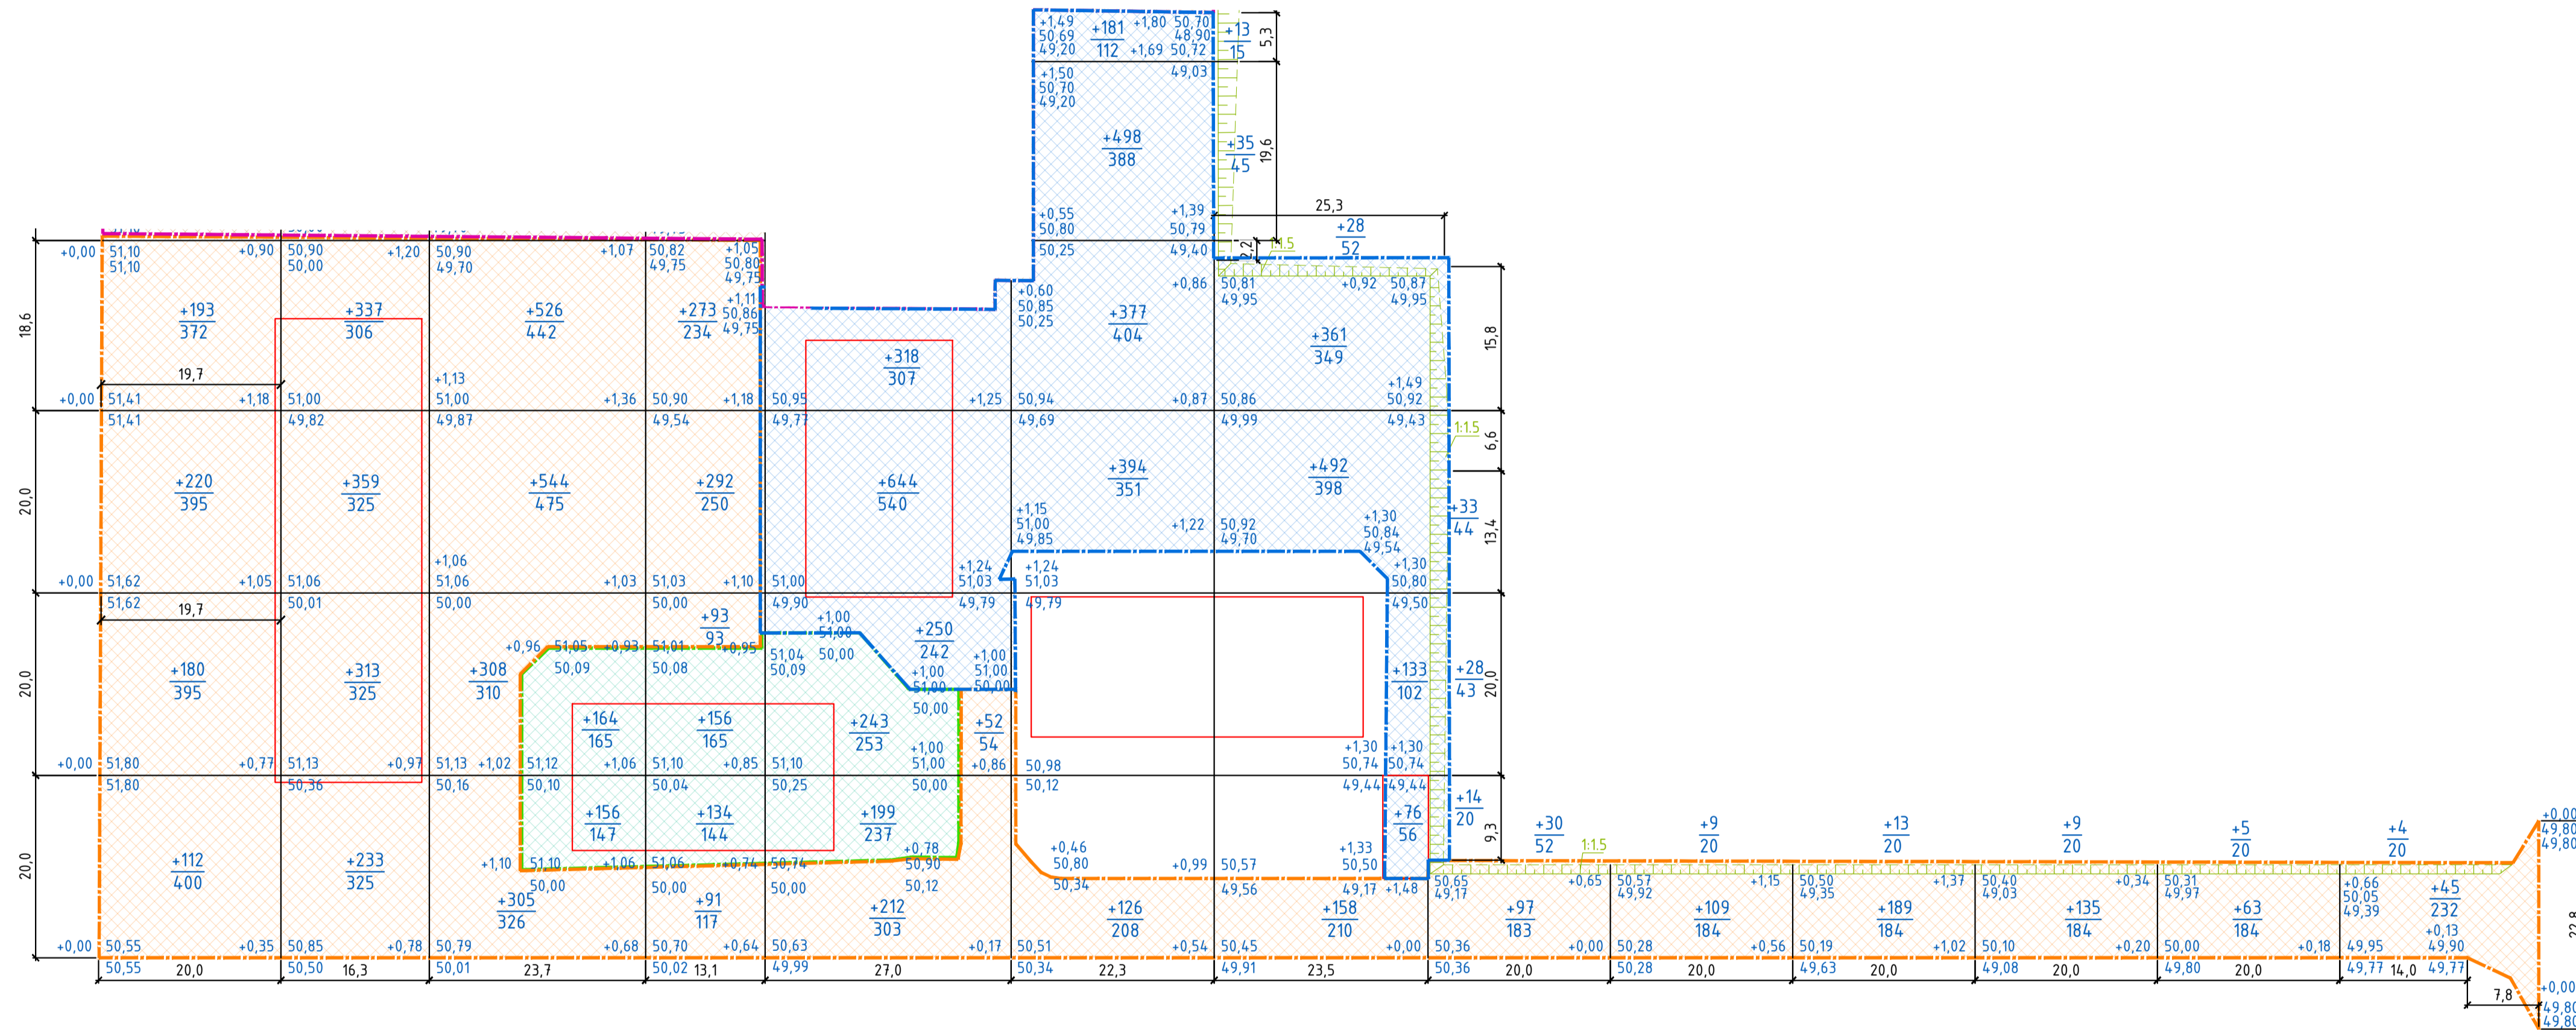 +1,49 +181 +1,80 50,70 +13
50,69 48,90
49,20 112 +1,69 50,72 15 5,3
+1,50 49,03
50,70
49,20
+498 +35
388 45 19,6
25,3
+0,55 +1,39 +28
50,80 50,79 52
50,25 49,40 2,2 1:1.5
+0,00 51,10 +0,90 50,90 +1,20 50,90 +1,07 50,82 +1,05
51,10 50,00 49,70 49,75 50,80
49,75
+0,86 50,81 +0,92 50,87
+0,60 49,95 49,95
50,85
50,25
+1,11
50,86
49,75
18,6 +193 +337 +526 +273 +377 +361 15,8
372 306 442 234 404 349
+318
307
19,7 +1,13 +1,49
+0,00 51,41 +1,18 51,00 51,00 +1,36 50,90 +1,18 50,95 +1,25 50,94 +0,87 50,86 50,92
51,41 49,82 49,87 49,54 49,77 49,69 49,99 49,43
1:1.5 6,6
20,0 +220 +359 +544 +292 +644 +394 +492
395 325 475 250 540 351 398
+1,15 +1,30 +33
51,00 +1,22 50,92 50,84 44 13,4
49,85 49,70 49,54
+1,06 +1,24 +1,24 +1,30
+0,00 51,62 +1,05 51,06 51,06 +1,03 51,03 +1,10 51,00 51,03 51,03 50,80
51,62 50,01 50,00 50,00 49,90 49,79 49,79 49,50
19,7
+93 +1,00 +250
93 51,00 242
+0,96 51,05 +0,93 51,01 +0,95 51,04 50,00
50,09 50,08 50,09
+1,00 +1,00
51,00 51,00
50,00 50,00
20,0 +180 +313 +308 +133 +28 20,0
395 325 310 102 43
+164 +156 +243 +52
165 165 253 54
+1,00 +1,30 +1,30
+0,00 51,80 +0,77 51,13 +0,97 51,13 +1,02 51,12 +1,06 51,10 +0,85 51,10 51,00 +0,86 50,98 50,74 50,74
51,80 50,36 50,16 50,10 50,04 50,25 50,00 50,12 49,44 49,44
+156 +134 +199 +76 +14
147 144 237 56 20 9,3
20,0 +30 +9 +13 +9 +5 +4 +0,00
52 20 20 20 20 20 49,80
1:1.5 49,80
+112 +233 +1,10 51,10 +1,06 51,06 +0,74 50,74 +0,78 +0,46 +0,99 50,57 +1,33
400 325 50,00 50,00 50,00 50,90 50,80 49,56 50,50
50,12 50,34 49,17
+1,48 50,65 +0,65 50,57 +1,15 50,50 +1,37 50,40 +0,34 50,31 +0,66
49,17 49,92 49,35 49,03 49,97 50,05
49,39
+305 +91 +212 +126 +158 +97 +109 +189 +135 +63 +45
326 117 303 208 210 183 184 184 184 184 232 22,8
+0,13
49,90
+0,00 50,55 +0,35 50,85 +0,78 50,79 +0,68 50,70 +0,64 50,63 +0,17 50,51 +0,54 50,45 +0,00 50,36 +0,00 50,28 +0,56 50,19 +1,02 50,10 +0,20 50,00 +0,18 49,95
50,55 50,50 50,01 50,02 49,99 50,34 49,91 50,36 50,28 49,63 49,08 49,80 49,77 49,77
20,0 16,3 23,7 13,1 27,0 22,3 23,5 20,0 20,0 20,0 20,0 20,0 14,0
+0,00
7,8 49,80
49,80